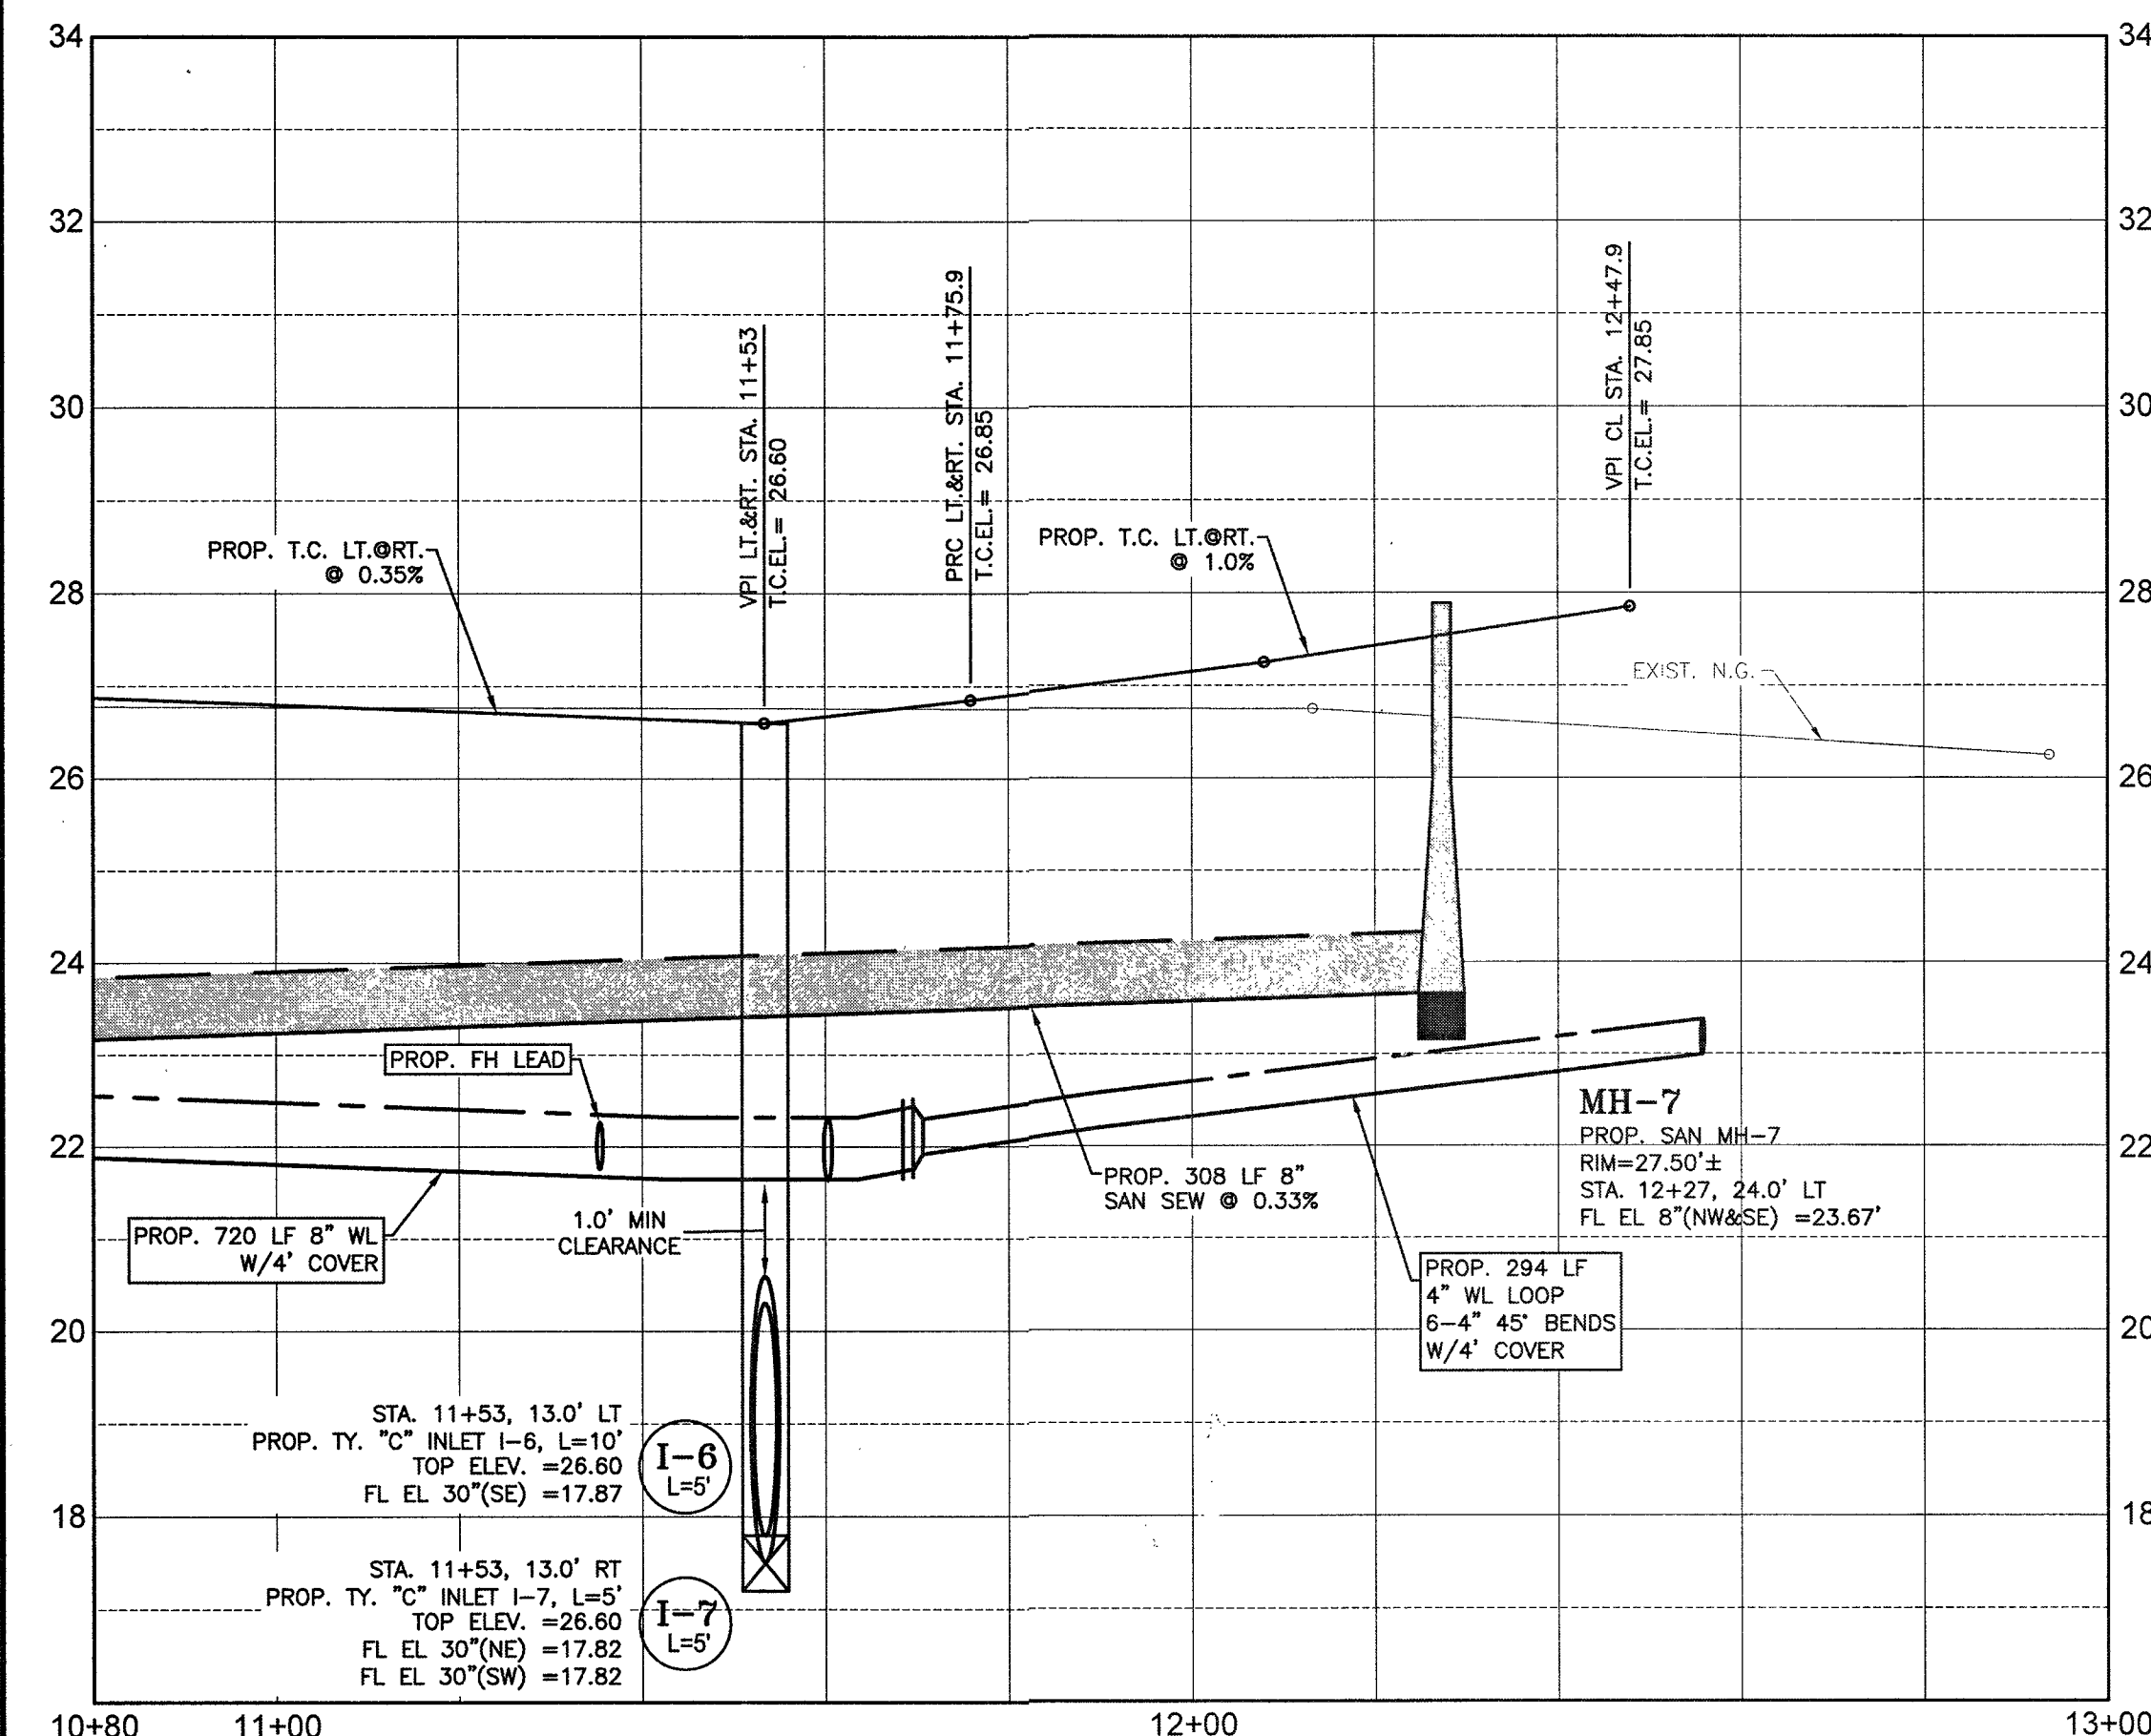 34
34
32
32
30
30
28
28
26
26
24
24
22
22
20
20
18
18
VPI LT.&RT. STA. 11+53
T.C.EL.= 26.60
PRC LT.&RT. STA. 11+75.9
T.C.EL.= 26.85
VPI CL STA. 12+47.9
T.C.EL.= 27.85
PROP. T.C. LT.@RT.
@ 0.35%
PROP. T.C. LT.@RT.
@ 1.0%
EXIST. N.G.
PROP. FH LEAD
PROP. 720 LF 8" WL
W/4' COVER
1.0' MIN
CLEARANCE
PROP. 308 LF 8"
SAN SEW @ 0.33%
MH-7
PROP. SAN MH-7
RIM=27.50'±
STA. 12+27, 24.0' LT
FL EL 8"(NW&SE) =23.67'
PROP. 294 LF
4" WL LOOP
6-4" 45° BENDS
W/4' COVER
STA. 11+53, 13.0' LT
PROP. TY. "C" INLET I-6, L=10'
TOP ELEV. =26.60
FL EL 30"(SE) =17.87
I-6
L=5'
STA. 11+53, 13.0' RT
PROP. TY. "C" INLET I-7, L=5'
TOP ELEV. =26.60
FL EL 30"(NE) =17.82
FL EL 30"(SW) =17.82
I-7
L=5'
10+80
11+00
12+00
13+00